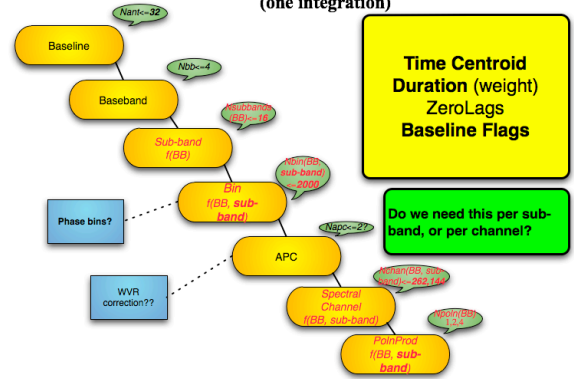 (one integration)
Nant<=32
Baseline
Nbb<=4
Baseband
Nsubbands
(BB)<=16
Sub-band
f(BB)
Nbin(BB,
sub-band)
<=2000
Bin
f(BB, sub-
band)
Phase bins?
Napc<=2?
APC
WVR
correction??
Nchan(BB, sub-
band)<=262,144
Spectral
Channel
f(BB, sub-band)
Npoln(BB)
1,2,4
PolnProd
f(BB, sub-
band)
Time Centroid
Duration (weight)
ZeroLags
Baseline Flags
Do we need this per sub-
band, or per channel?